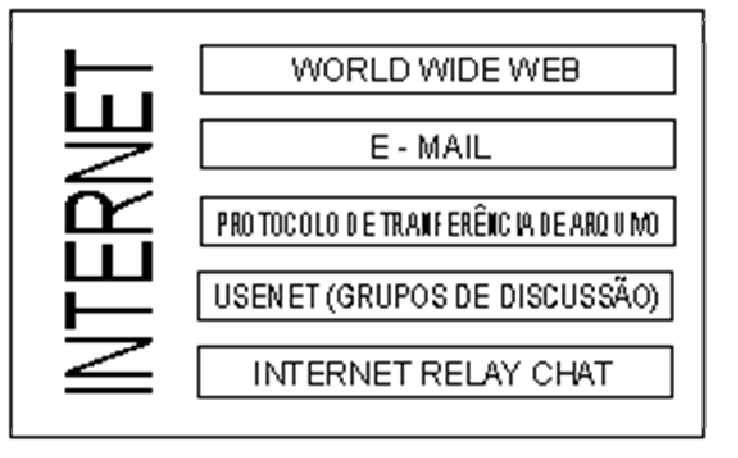 INTERNET
WORLD WIDE WEB
E - MAIL
PROTOCOLO DE TRANFERÊNCIA DE ARQUIVO
USENET (GRUPOS DE DISCUSSÃO)
INTERNET RELAY CHAT